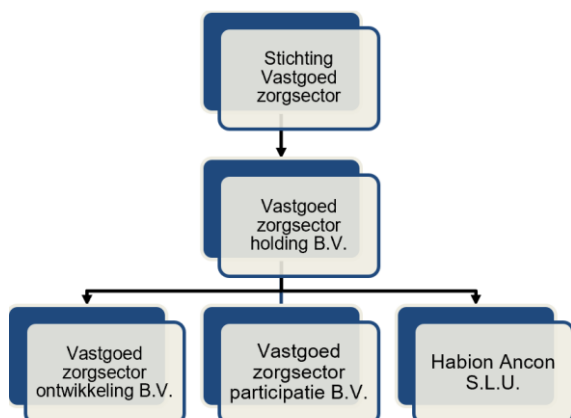 Stichting
Vastgoed
zorgsector
Vastgoed
zorgsector
holding B.V.
Vastgoed
zorgsector
ontwikkeling B.V.
Vastgoed
zorgsector
participatie B.V.
Habion Ancon
S.L.U.